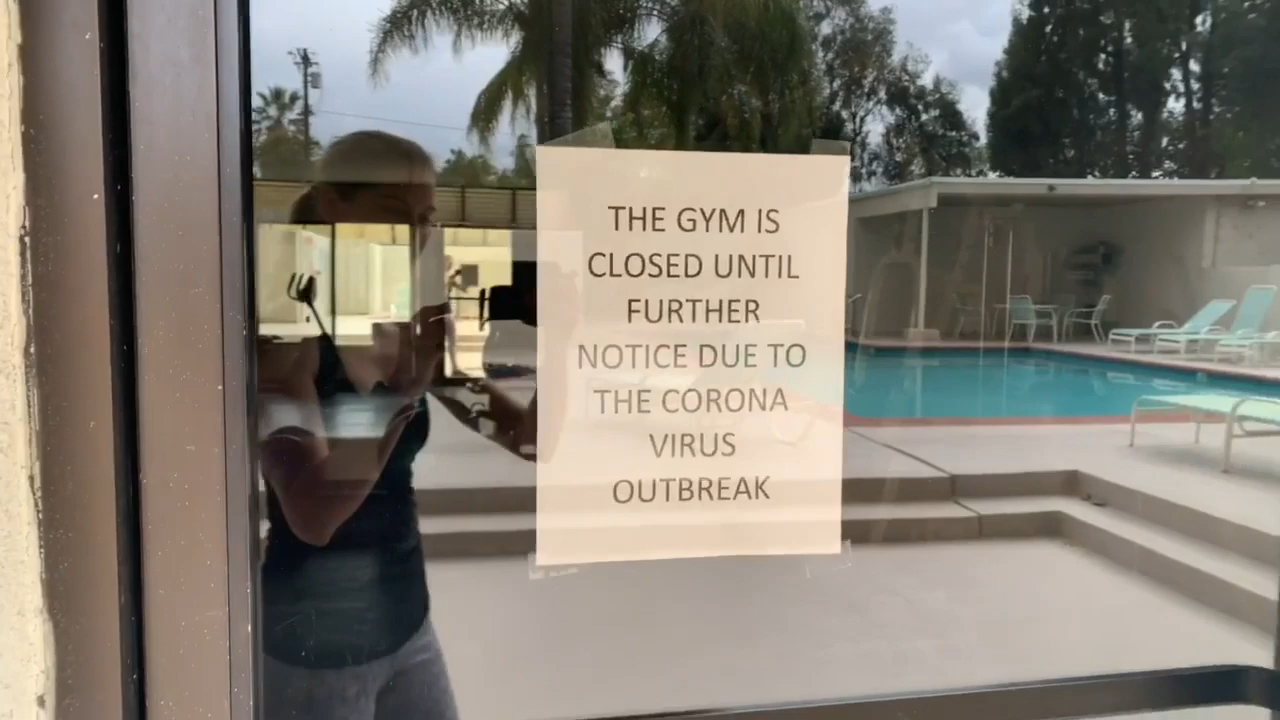 THE GYM IS
CLOSED UNTIL
FURTHER
NOTICE DUE TO
THE CORONA
VIRUS
OUTBREAK